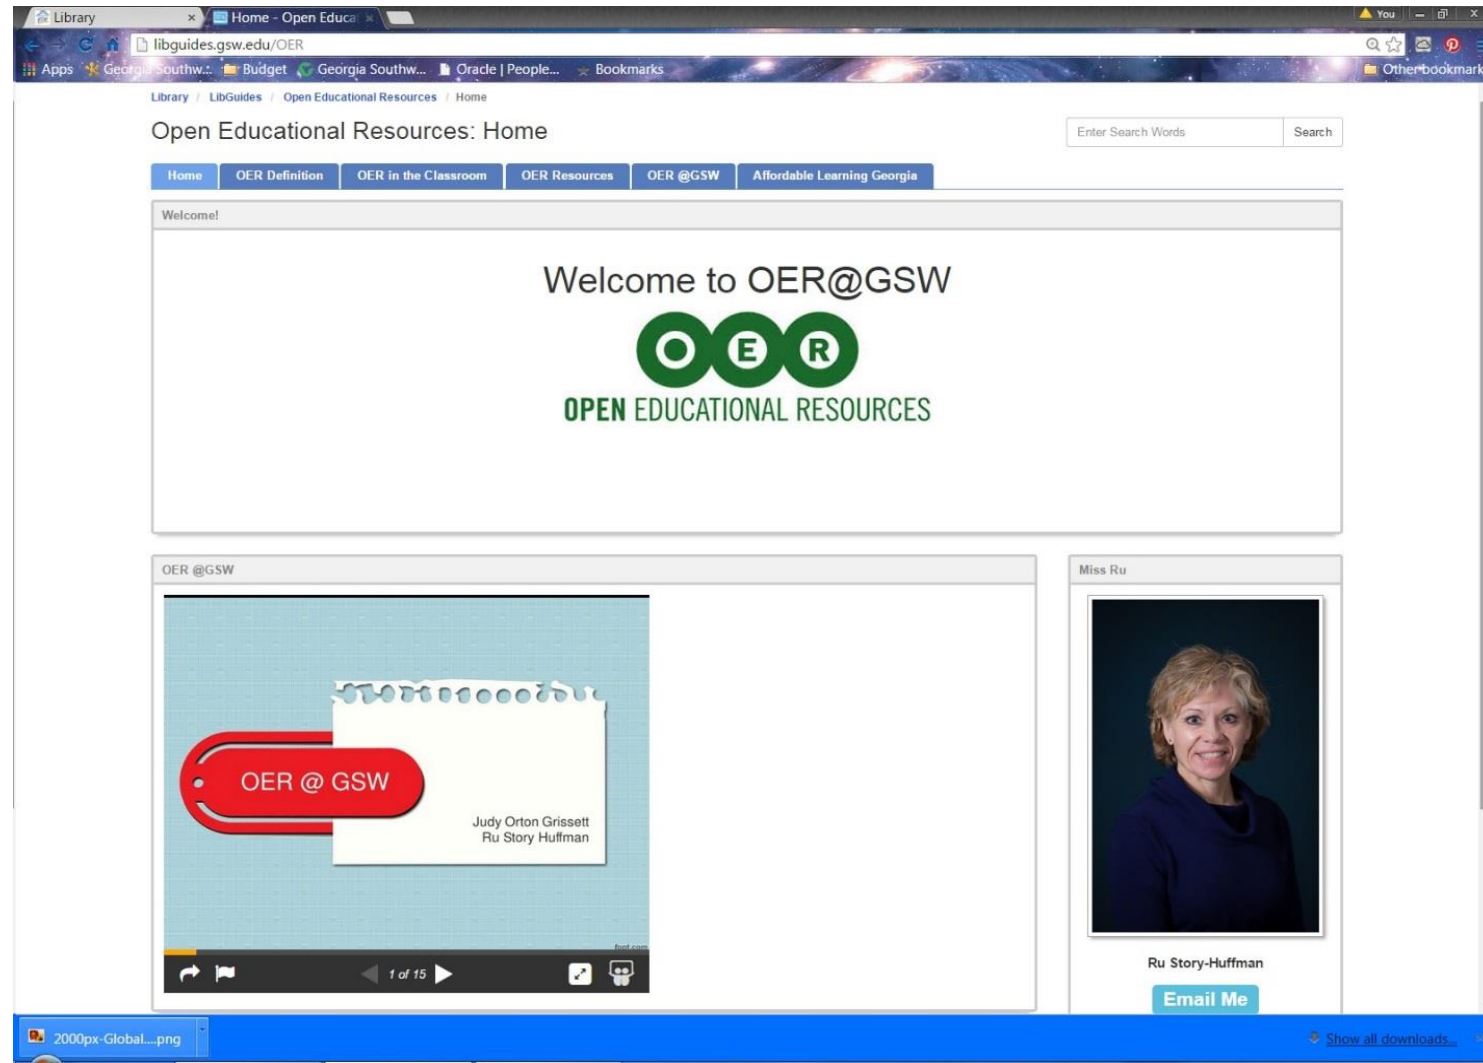 Library
Home - Open Educa
You
libguides.gsw.edu/OER
Apps Georgia Southw... Budget Georgia Southw... Oracle | People... Bookmarks Other bookmark
Library / LibGuides / Open Educational Resources / Home
Open Educational Resources: Home
Enter Search Words Search
Home OER Definition OER in the Classroom OER Resources OER @GSW Affordable Learning Georgia
Welcome!
Welcome to OER@GSW
O E R
OPEN EDUCATIONAL RESOURCES
OER @GSW
OER @ GSW
Judy Orton Grissett
Ru Story Huffman
1 of 15
Miss Ru
Ru Story-Huffman
Email Me
2000px-Global....png
Show all downloads...